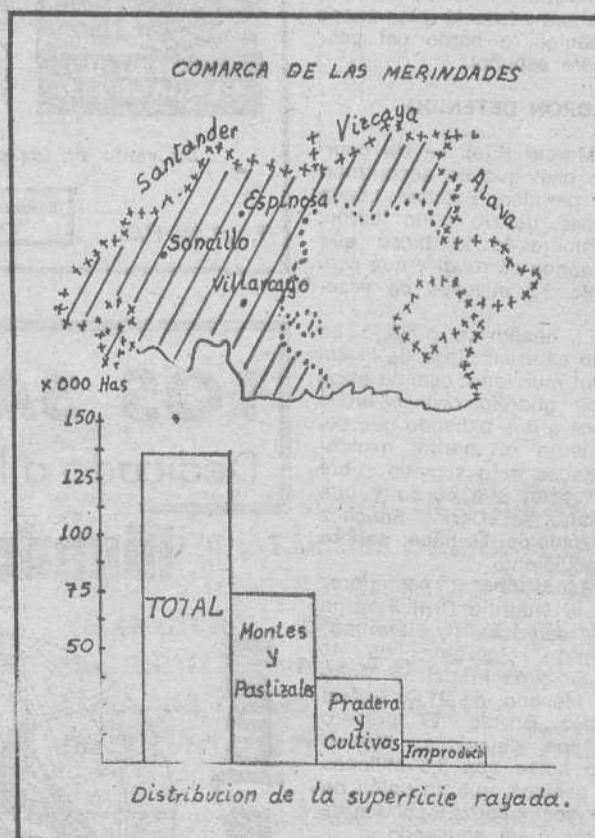 COMARCA DE LAS MERINDADES
Santander
Vizcaya
Alava
Espinosa
Soncillo
Villarcayo
x 000 Has
150
125
100
75
50
TOTAL
Montes
y
Pastizales
Pradera
y
Cultivos
Improduct
Distribucion de la superficie rayada.